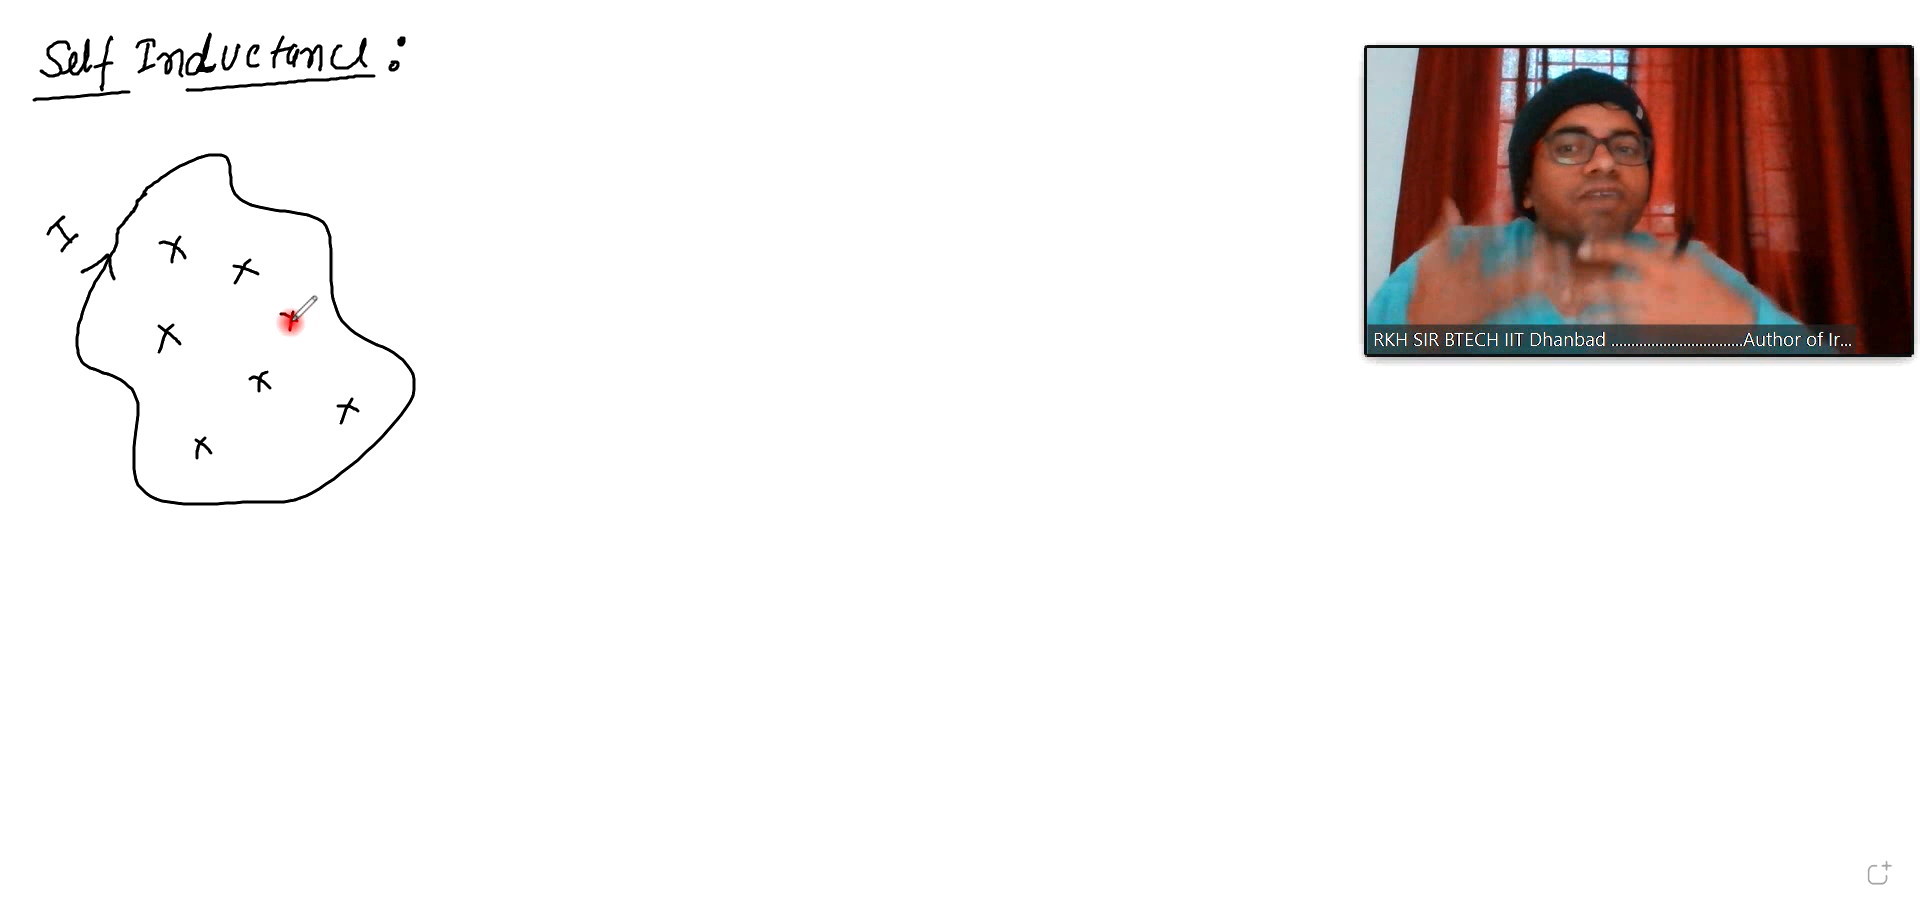 Self Inductance :
I
x x
x x
x x
x
RKH SIR BTECH IIT Dhanbad .................................Author of Ir...